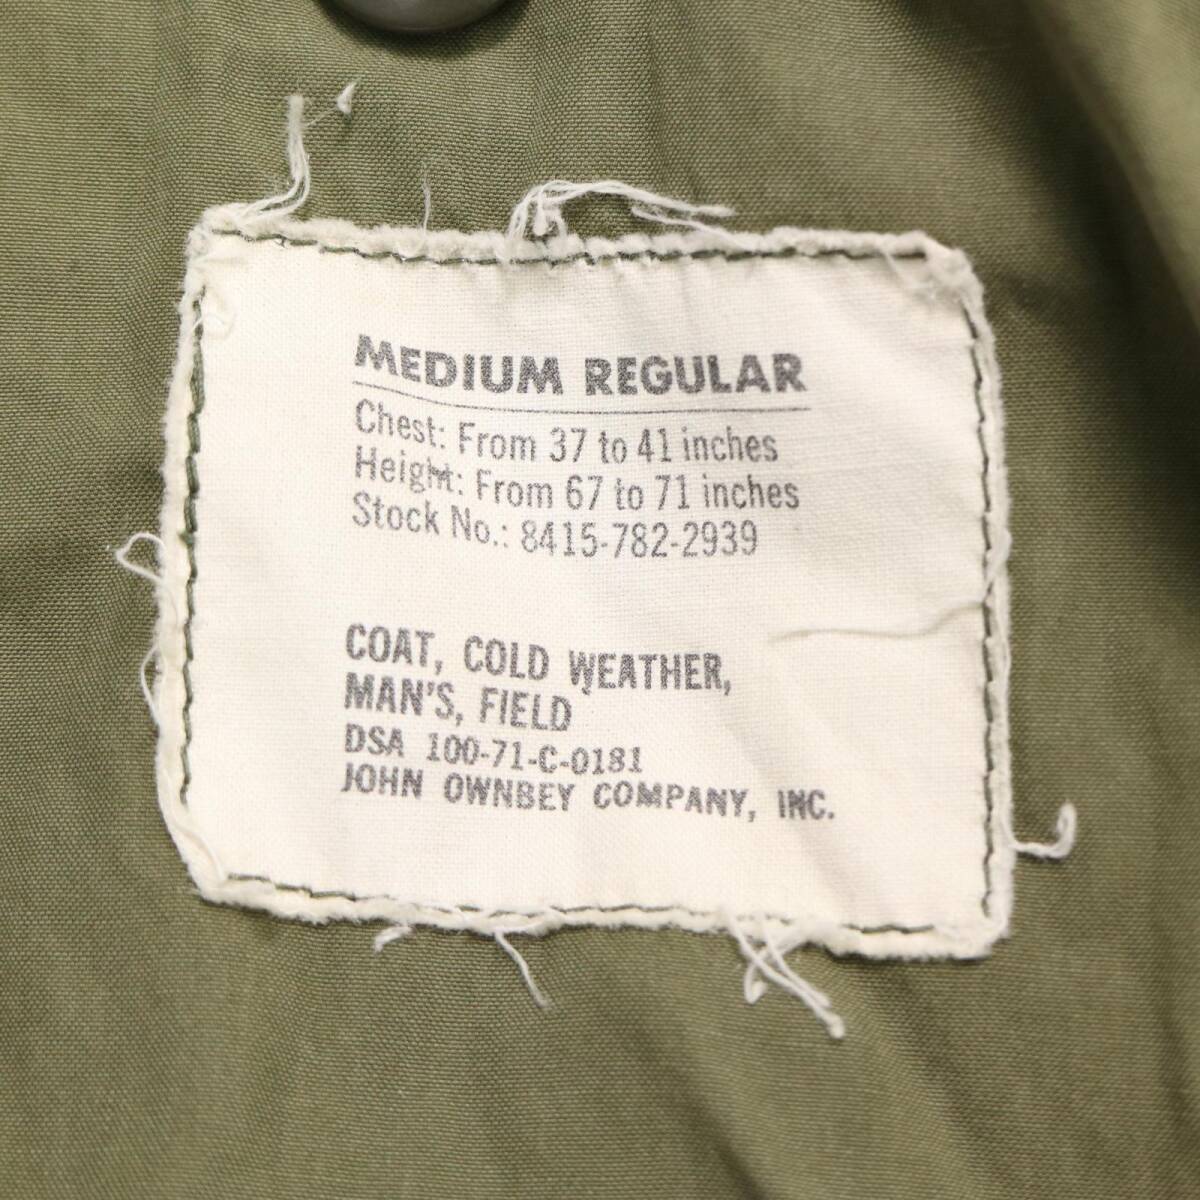 MEDIUM REGULAR
Chest: From 37 to 41 inches
Height: From 67 to 71 inches
Stock No.: 8415-782-2939
COAT, COLD WEATHER,
MAN'S, FIELD
DSA 100-71-C-0181
JOHN OWNBEY COMPANY, INC.